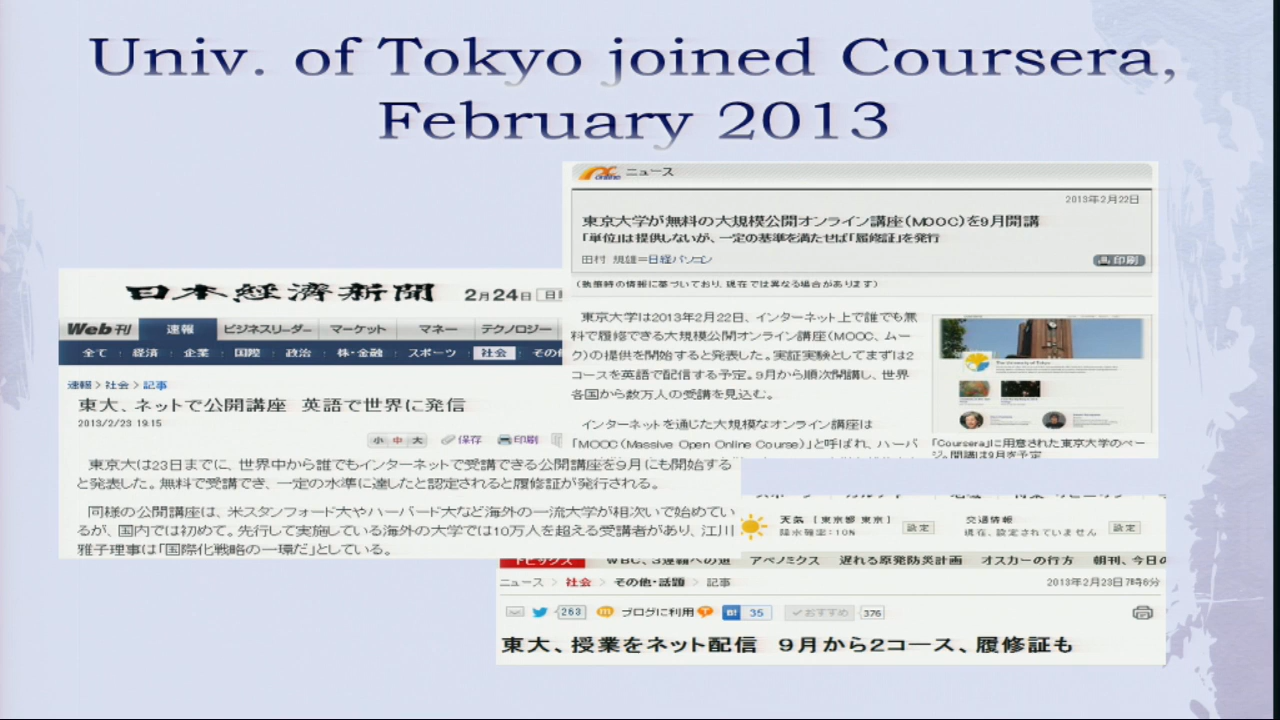 Univ. of Tokyo joined Coursera,
February 2013
ニュース
2013年2月22日
東京大学が無料の大規模公開オンライン講座(MOOC)を9月開講
「単位」は提供しないが、一定の基準を満たせば「履修証」を発行
田村 規雄=日経パソコン
印刷
(執筆時の情報に基づいており、現在では異なる場合があります)
東京大学は2013年2月22日、インターネット上で誰でも無
料で履修できる大規模公開オンライン講座(MOOC、ムー
ク)の提供を開始すると発表した。実証実験としてまずは2
コースを英語で配信する予定。9月から順次開講し、世界
各国から数万人の受講を見込む。
インターネットを通じた大規模なオンライン講座は
「MOOC(Massive Open Online Course)」と呼ばれ、ハーバ
「Coursera」に用意された東京大学のペー
ジ。開講は9月を予定
日本経済新聞 2月24日
Web刊 速報 ビジネスリーダー マーケット マネー テクノロジー
全て 経済 企業 国際 政治 株・金融 スポーツ 社会 その
速報 > 社会 > 記事
東大、ネットで公開講座 英語で世界に発信
2013/2/23 19:15
小 中 大 保存 印刷
東京大は23日までに、世界中から誰でもインターネットで受講できる公開講座を9月にも開始する
と発表した。無料で受講でき、一定の水準に達したと認定されると履修証が発行される。
同様の公開講座は、米スタンフォード大やハーバード大など海外の一流大学が相次いで始めてい
るが、国内では初めて。先行して実施している海外の大学では10万人を超える受講者があり、江川
雅子理事は「国際化戦略の一環だ」としている。
天気 [東京都 東京] 設定 交通情報
降水確率：10% 現在、設定されていません 設定
トピックス WBC、3連覇への道 アベノミクス 遅れる原発防災計画 オスカーの行方 朝刊、今日の
ニュース > 社会 > その他・話題 > 記事 2013年2月23日7時6分
263 ブログに利用 B! 35 おすすめ 376
東大、授業をネット配信 9月から2コース、履修証も